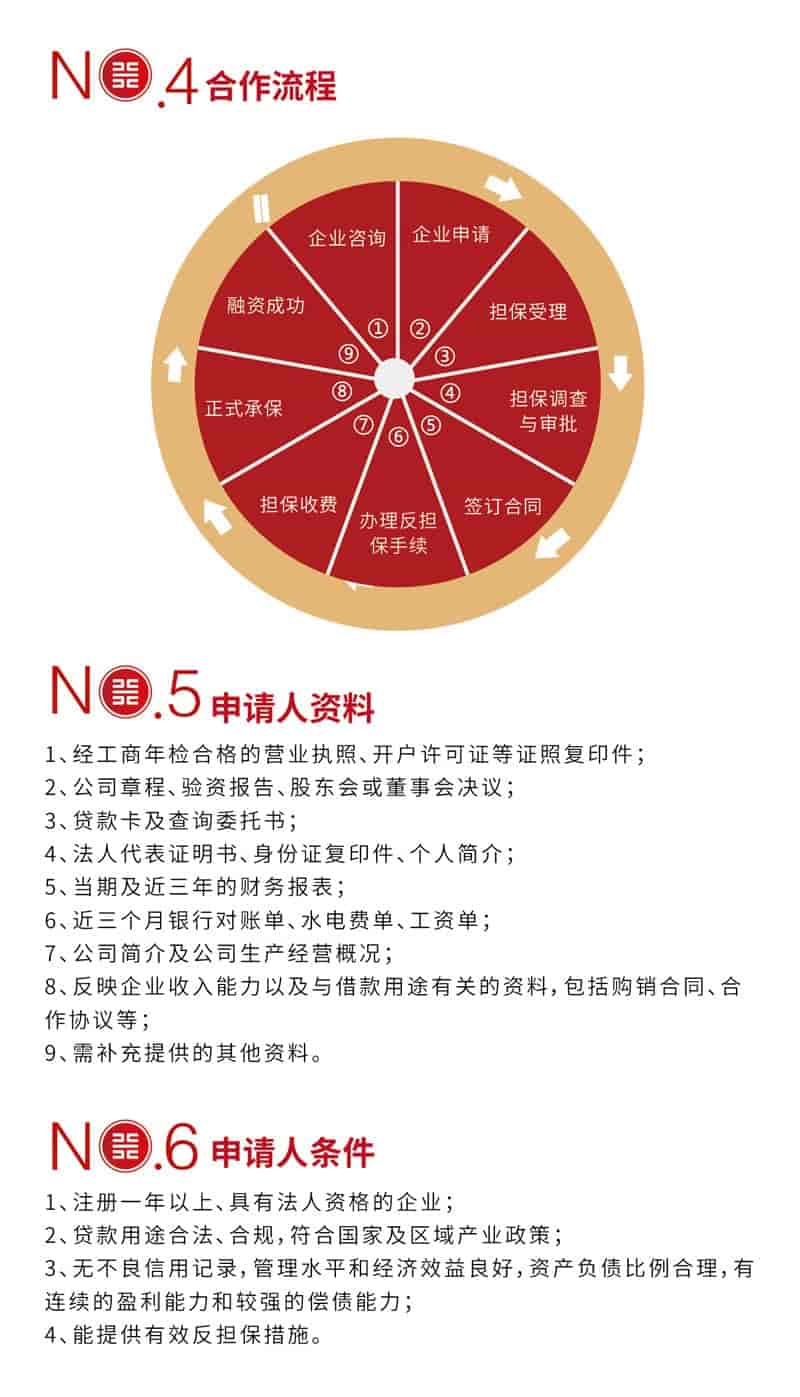 NO.4 合作流程
企业咨询
①
企业申请
②
担保受理
③
担保调查
与审批
④
签订合同
⑤
办理反担
保手续
⑥
担保收费
⑦
正式承保
⑧
融资成功
⑨
NO.5 申请人资料
1、经工商年检合格的营业执照、开户许可证等证照复印件；
2、公司章程、验资报告、股东会或董事会决议；
3、贷款卡及查询委托书；
4、法人代表证明书、身份证复印件、个人简介；
5、当期及近三年的财务报表；
6、近三个月银行对账单、水电费单、工资单；
7、公司简介及公司生产经营概况；
8、反映企业收入能力以及与借款用途有关的资料，包括购销合同、合
作协议等；
9、需补充提供的其他资料。
NO.6 申请人条件
1、注册一年以上、具有法人资格的企业；
2、贷款用途合法、合规，符合国家及区域产业政策；
3、无不良信用记录，管理水平和经济效益良好，资产负债比例合理，有
连续的盈利能力和较强的偿债能力；
4、能提供有效反担保措施。